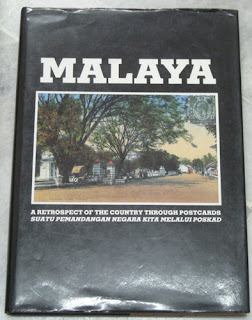 MALAYA
A RETROSPECT OF THE COUNTRY THROUGH POSTCARDS
SUATU PEMANDANGAN NEGARA KITA MELALUI POSKAD